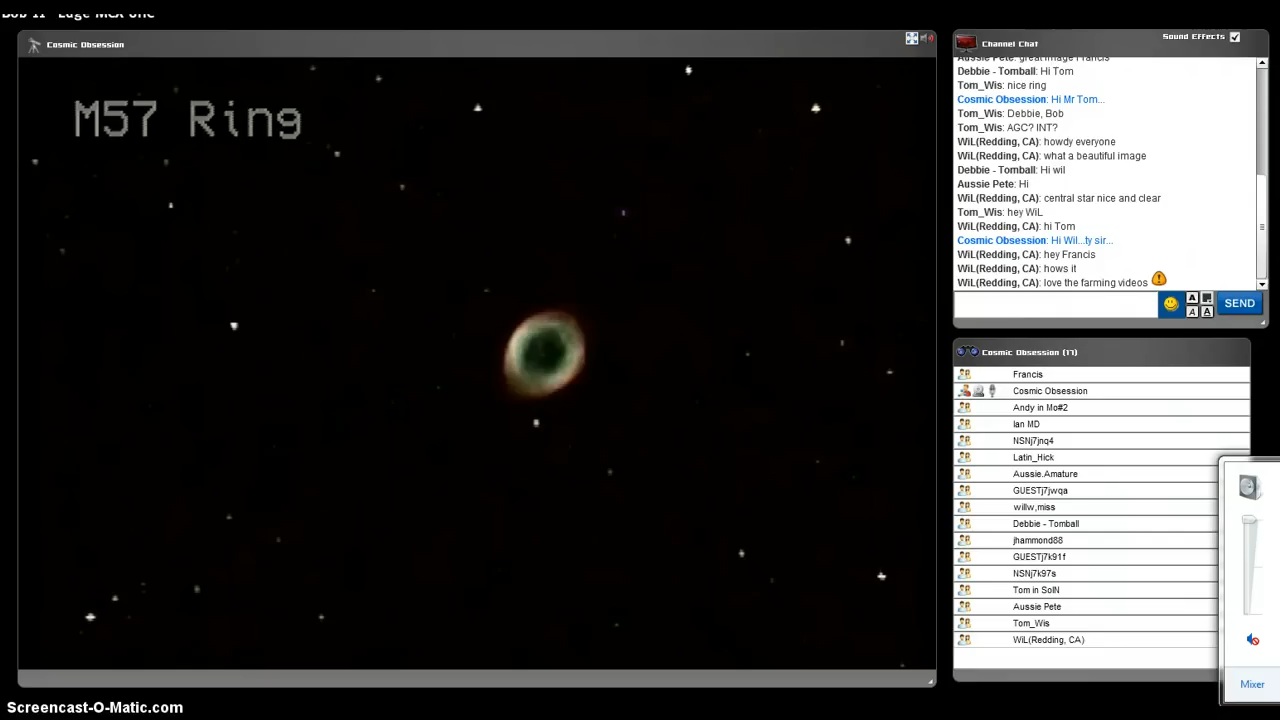 Cosmic Obsession
M57 Ring
Channel Chat
Sound Effects
Aussie Pete: great image Francis
Debbie - Tomball: Hi Tom
Tom_Wis: nice ring
Cosmic Obsession: Hi Mr Tom...
Tom_Wis: Debbie, Bob
Tom_Wis: AGC? INT?
WiL(Redding, CA): howdy everyone
WiL(Redding, CA): what a beautiful image
Debbie - Tomball: Hi wil
Aussie Pete: Hi
WiL(Redding, CA): central star nice and clear
Tom_Wis: hey WiL
WiL(Redding, CA): hi Tom
Cosmic Obsession: Hi Wil...ty sir...
WiL(Redding, CA): hey Francis
WiL(Redding, CA): hows it
WiL(Redding, CA): love the farming videos
A A A
SEND
Cosmic Obsession (17)
Francis
Cosmic Obsession
Andy in Mo#2
Ian MD
NSNj7jnq4
Latin_Hick
Aussie.Amature
GUESTj7jwqa
willw,miss
Debbie - Tomball
jhammond88
GUESTj7k91f
NSNj7k97s
Tom in SoIN
Aussie Pete
Tom_Wis
WiL(Redding, CA)
Mixer
Screencast-O-Matic.com